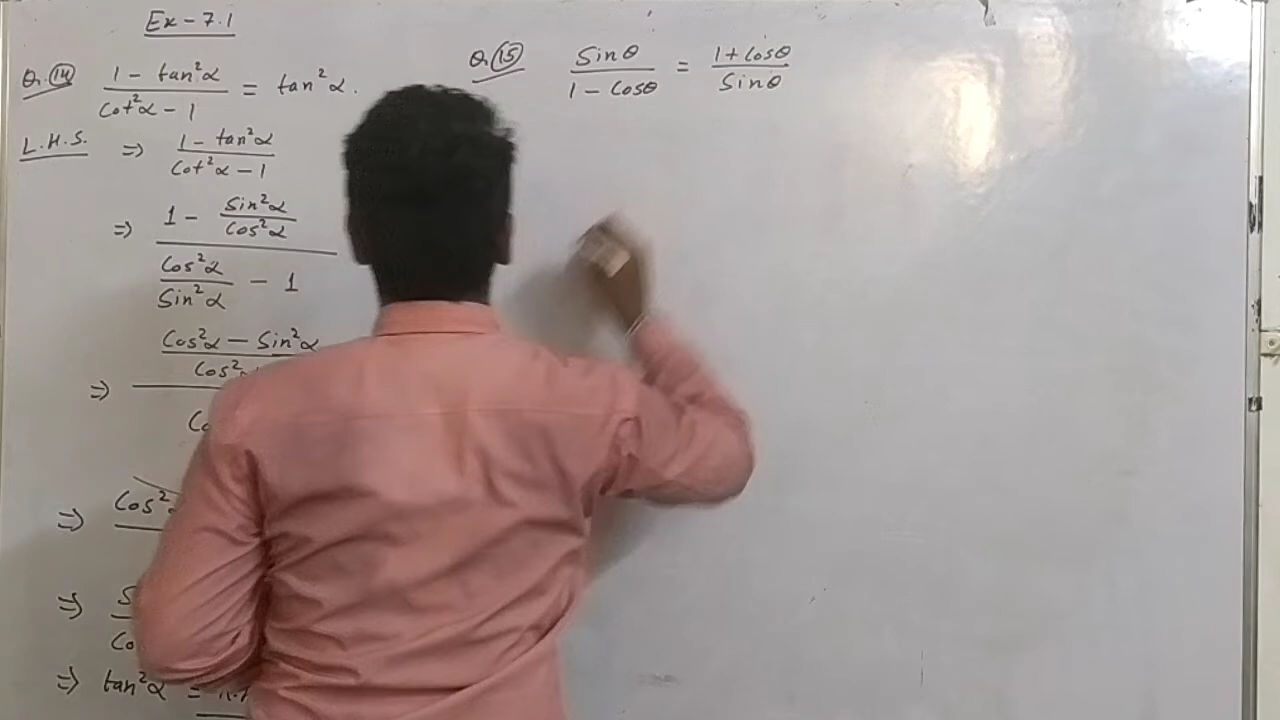 Ex - 7.1
Q.(14) (1 - tan²α)/(Cot²α - 1) = tan²α.
L.H.S. ⇒ (1 - tan²α)/(Cot²α - 1)
⇒ (1 - Sin²α/Cos²α)/(Cos²α/Sin²α - 1)
Cos²α - Sin²α
Cos²
⇒
⇒ Cos²
⇒
⇒ tan²α =
Q.(15) Sinθ/(1 - Cosθ) = (1 + Cosθ)/Sinθ